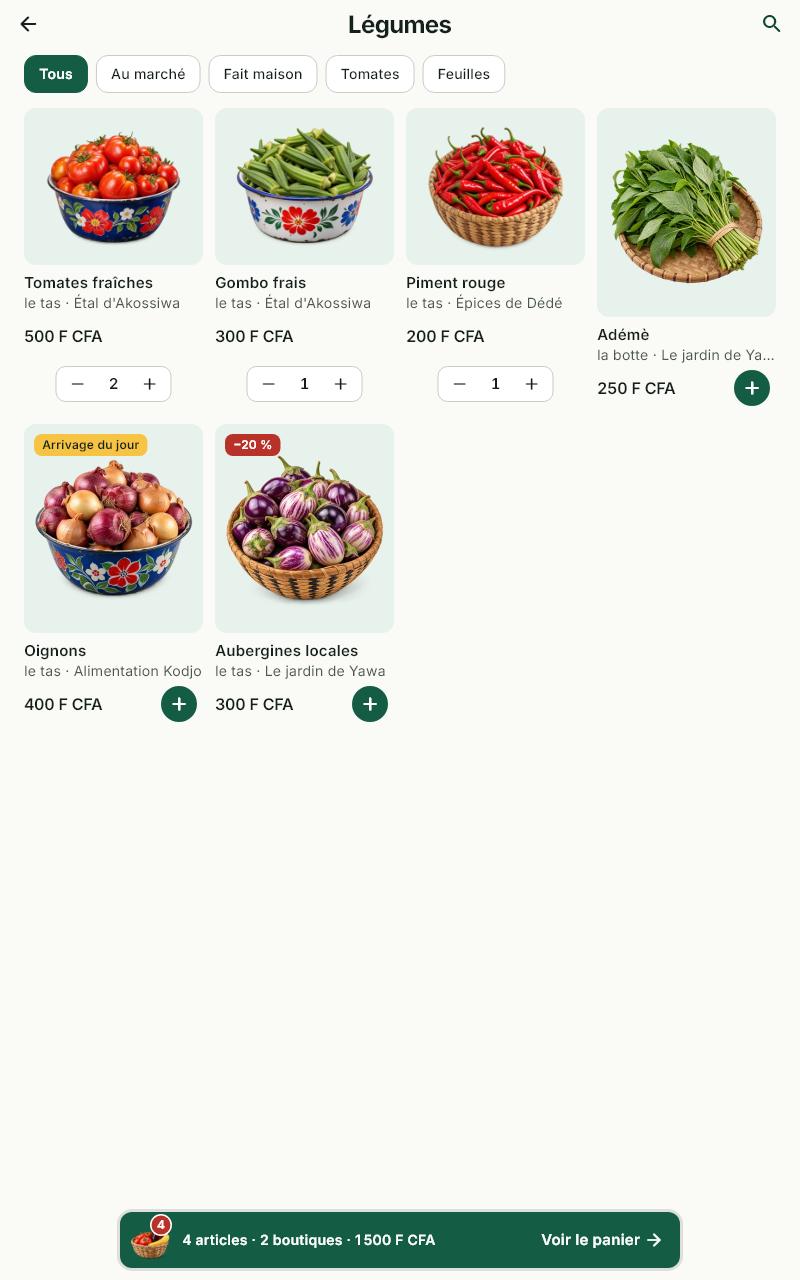 Légumes
Tous
Au marché
Fait maison
Tomates
Feuilles
Tomates fraîches
le tas · Étal d'Akossiwa
500 F CFA
2
Gombo frais
le tas · Étal d'Akossiwa
300 F CFA
1
Piment rouge
le tas · Épices de Dédé
200 F CFA
1
Adémè
la botte · Le jardin de Ya...
250 F CFA
Arrivage du jour
Oignons
le tas · Alimentation Kodjo
400 F CFA
−20 %
Aubergines locales
le tas · Le jardin de Yawa
300 F CFA
4
4 articles · 2 boutiques · 1 500 F CFA
Voir le panier →